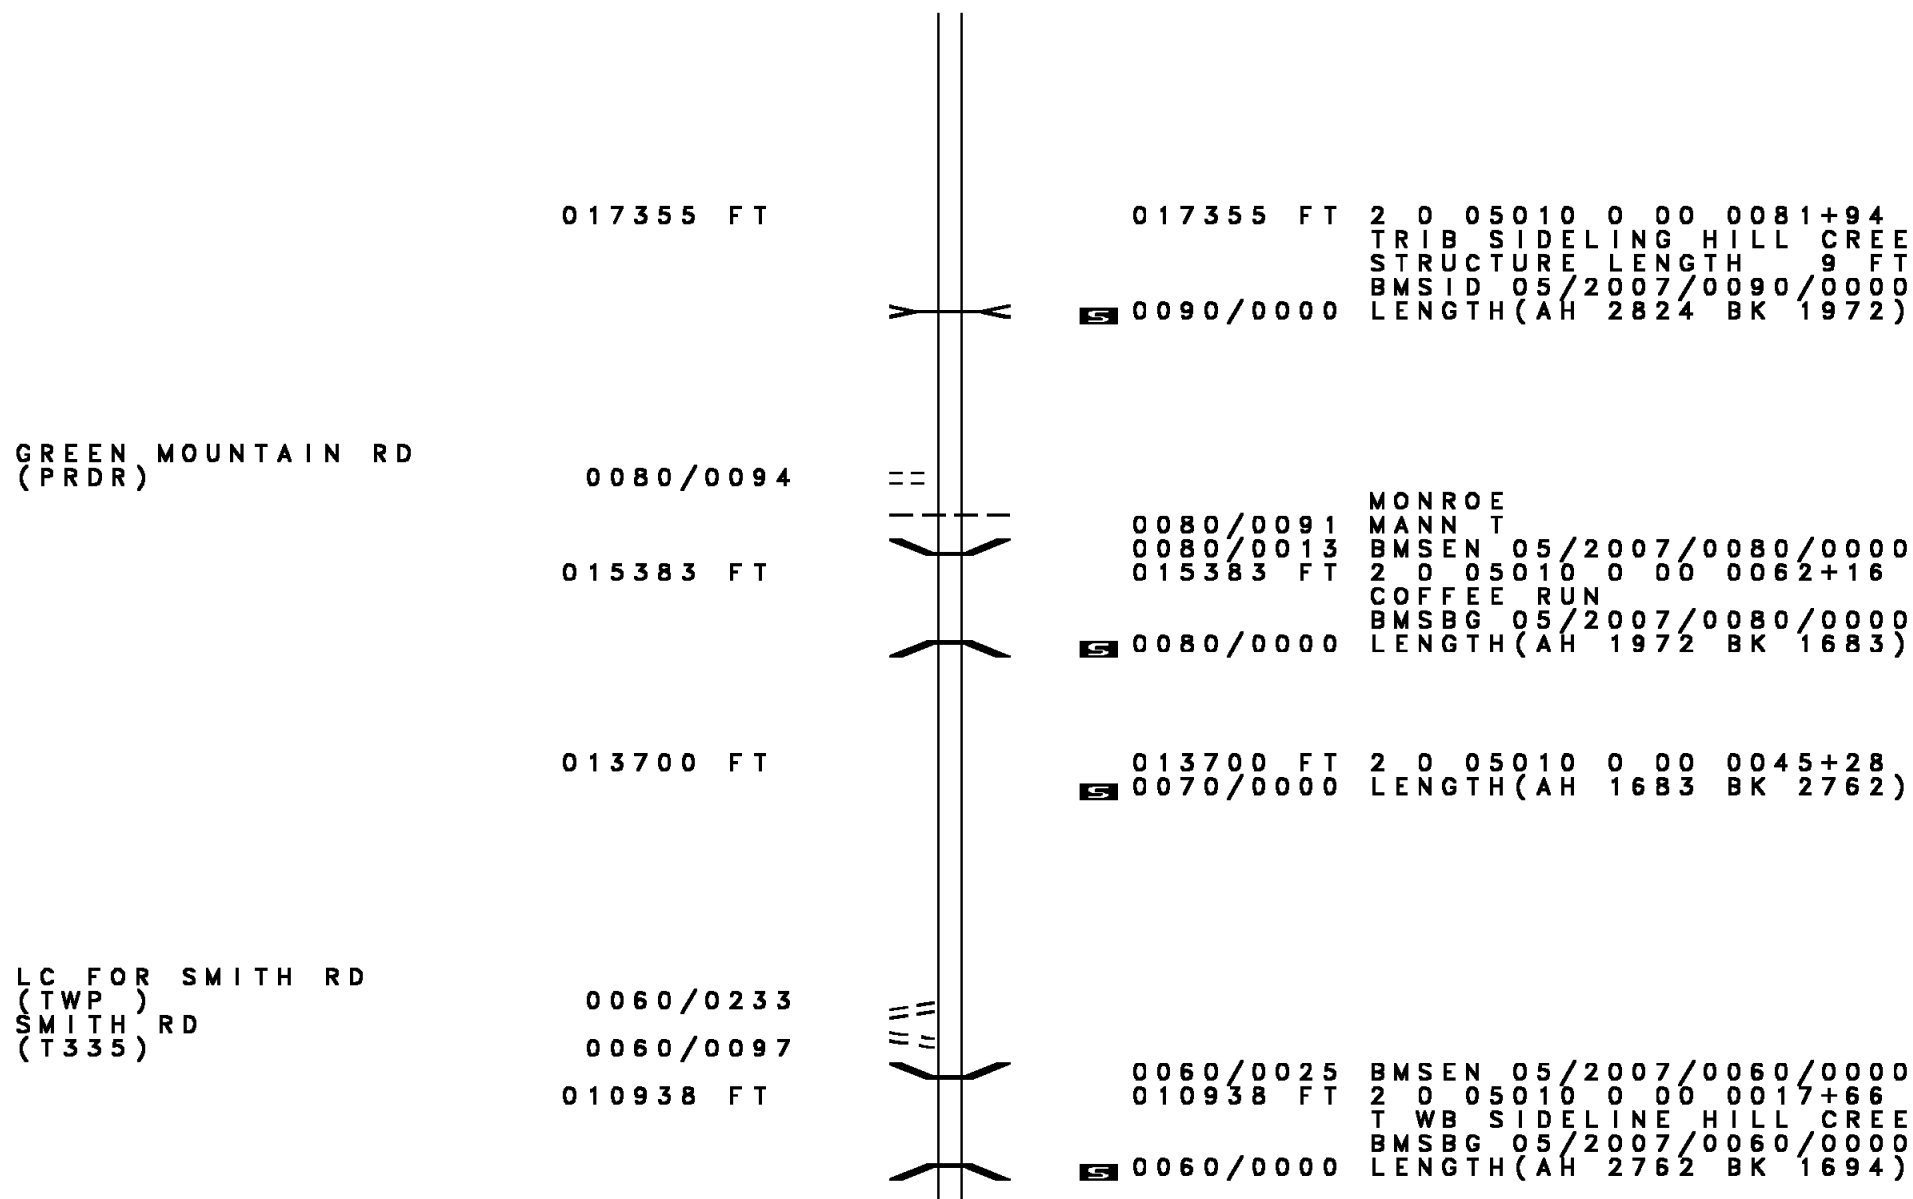 017355 FT 017355 FT 2 0 05010 0 00 0081+94
TRIB SIDELING HILL CREE
STRUCTURE LENGTH 9 FT
BMSID 05/2007/0090/0000
S 0090/0000 LENGTH(AH 2824 BK 1972)
GREEN MOUNTAIN RD
(PRDR) 0080/0094
MONROE
0080/0091 MANN T
0080/0013 BMSEN 05/2007/0080/0000
015383 FT 015383 FT 2 0 05010 0 00 0062+16
COFFEE RUN
BMSBG 05/2007/0080/0000
S 0080/0000 LENGTH(AH 1972 BK 1683)
013700 FT 013700 FT 2 0 05010 0 00 0045+28
S 0070/0000 LENGTH(AH 1683 BK 2762)
LC FOR SMITH RD
(TWP ) 0060/0233
SMITH RD
(T335) 0060/0097
0060/0025 BMSEN 05/2007/0060/0000
010938 FT 010938 FT 2 0 05010 0 00 0017+66
T WB SIDELINE HILL CREE
BMSBG 05/2007/0060/0000
S 0060/0000 LENGTH(AH 2762 BK 1694)